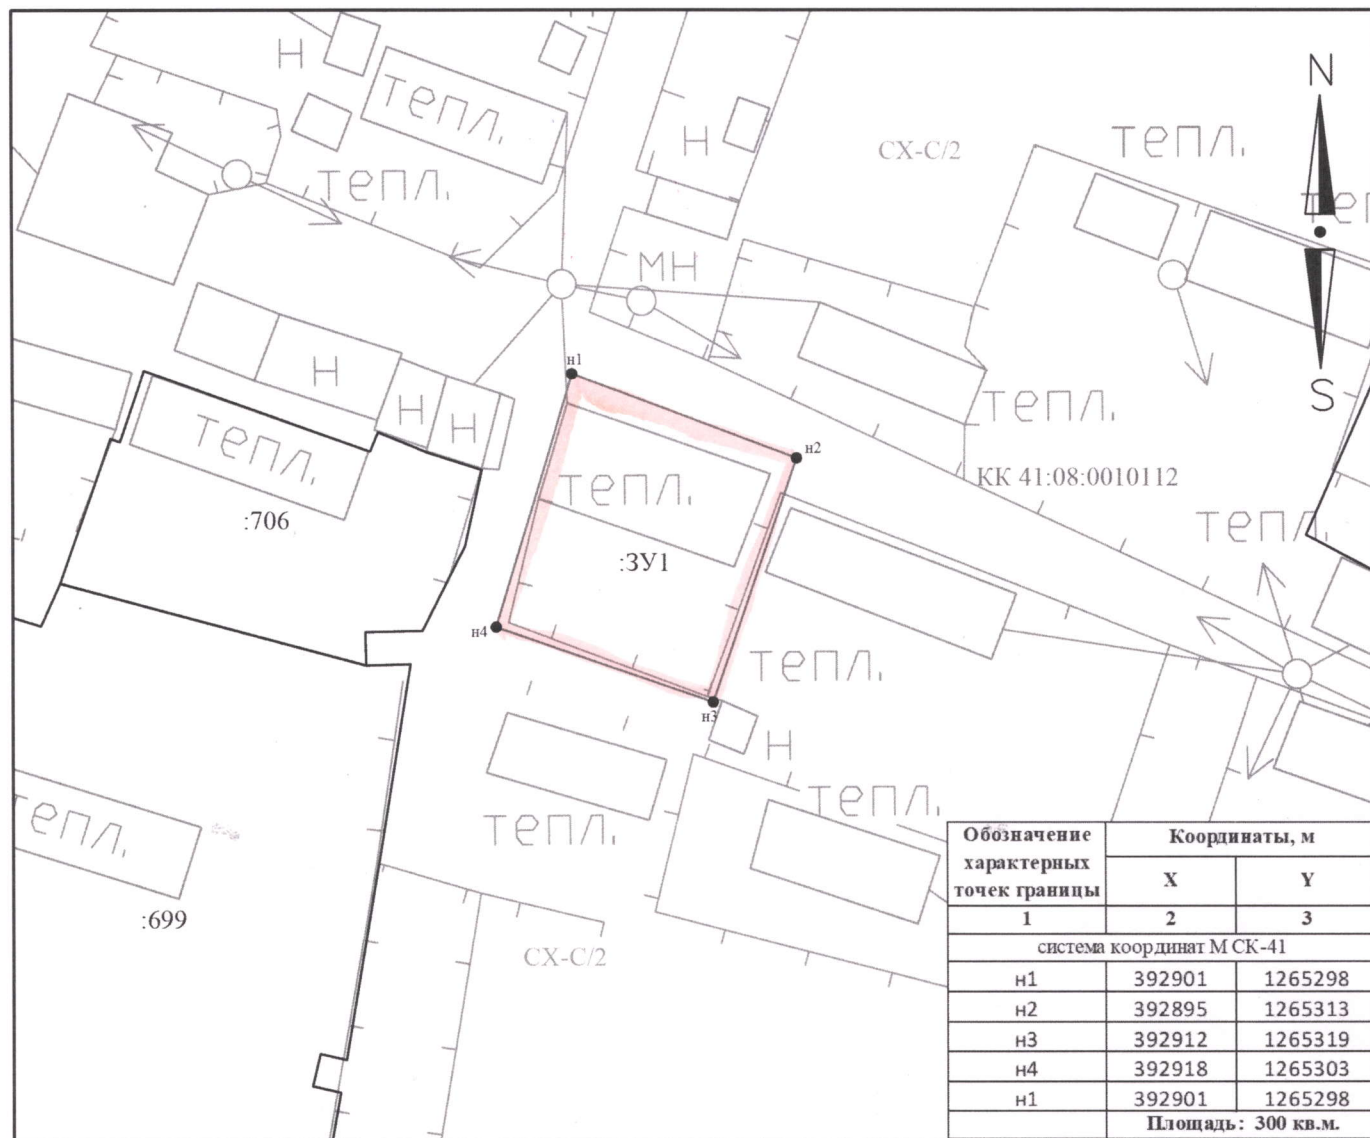 Н
тепл.
N
тепл.
Н
СХ-С/2
тепл.
МН
S
н1
Н
тепл.
Н
Н
н2
тепл.
тепл.
КК 41:08:0010112
:706
тепл.
:ЗУ1
н4
тепл.
н3
Н
тепл.
тепл.
тепл.
:699
СХ-С/2
Обозначение характерных точек границы
Координаты, м
X
Y
1
2
3
система координат МСК-41
н1 392901 1265298
н2 392895 1265313
н3 392912 1265319
н4 392918 1265303
н1 392901 1265298
Площадь: 300 кв.м.